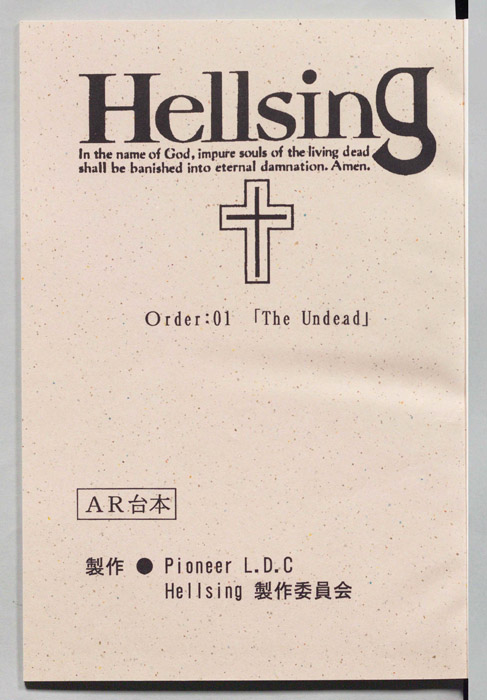 Hellsing
In the name of God, impure souls of the living dead
shall be banished into eternal damnation. Amen.
Order:01 「The Undead」
AR台本
製作 ● Pioneer L.D.C
Hellsing 製作委員会